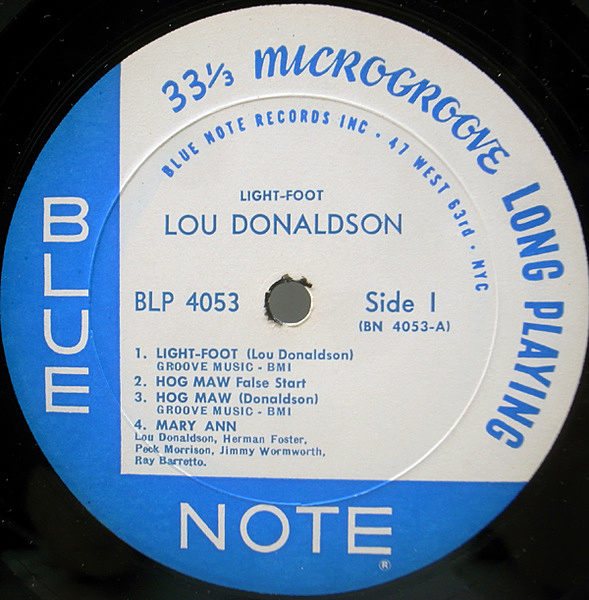 33⅓ MICROGROOVE LONG PLAYING
BLUE NOTE RECORDS INC · 47 WEST 63rd · NYC
LIGHT-FOOT
LOU DONALDSON
BLP 4053
Side 1
(BN 4053-A)
1. LIGHT-FOOT (Lou Donaldson)
GROOVE MUSIC - BMI
2. HOG MAW False Start
3. HOG MAW (Donaldson)
GROOVE MUSIC - BMI
4. MARY ANN
Lou Donaldson, Herman Foster,
Peck Morrison, Jimmy Wormworth,
Ray Barretto.
BLUE
NOTE
®